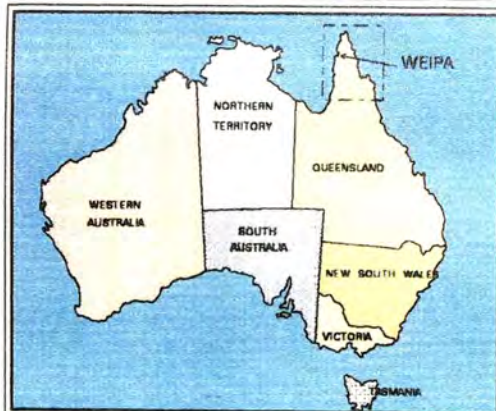 WEIPA
NORTHERN
TERRITORY
QUEENSLAND
WESTERN
AUSTRALIA
SOUTH
AUSTRALIA
NEW SOUTH WALES
VICTORIA
TASMANIA